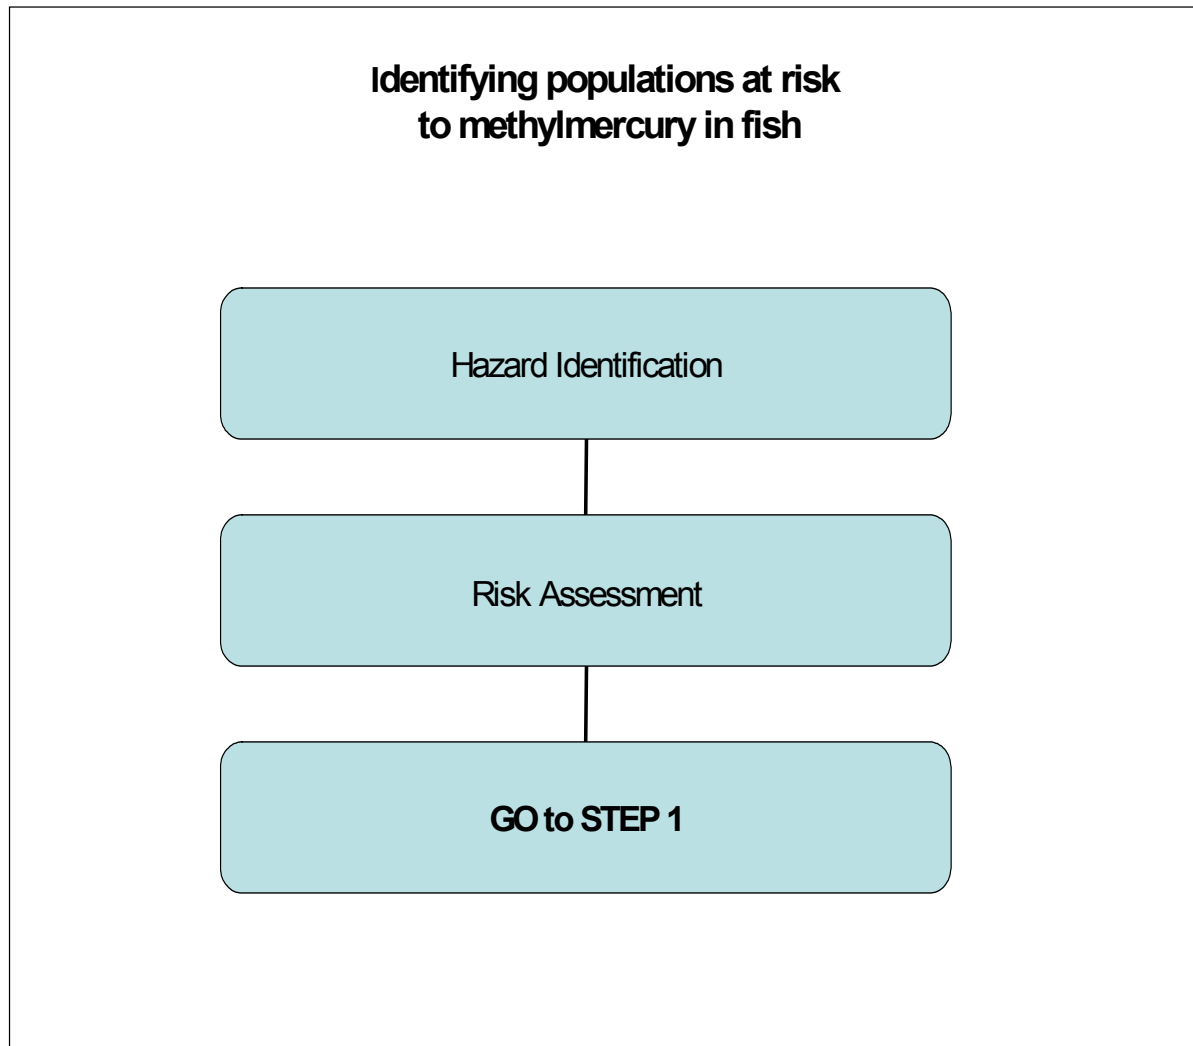 Identifying populations at risk
to methylmercury in fish
Hazard Identification
Risk Assessment
GO to STEP 1